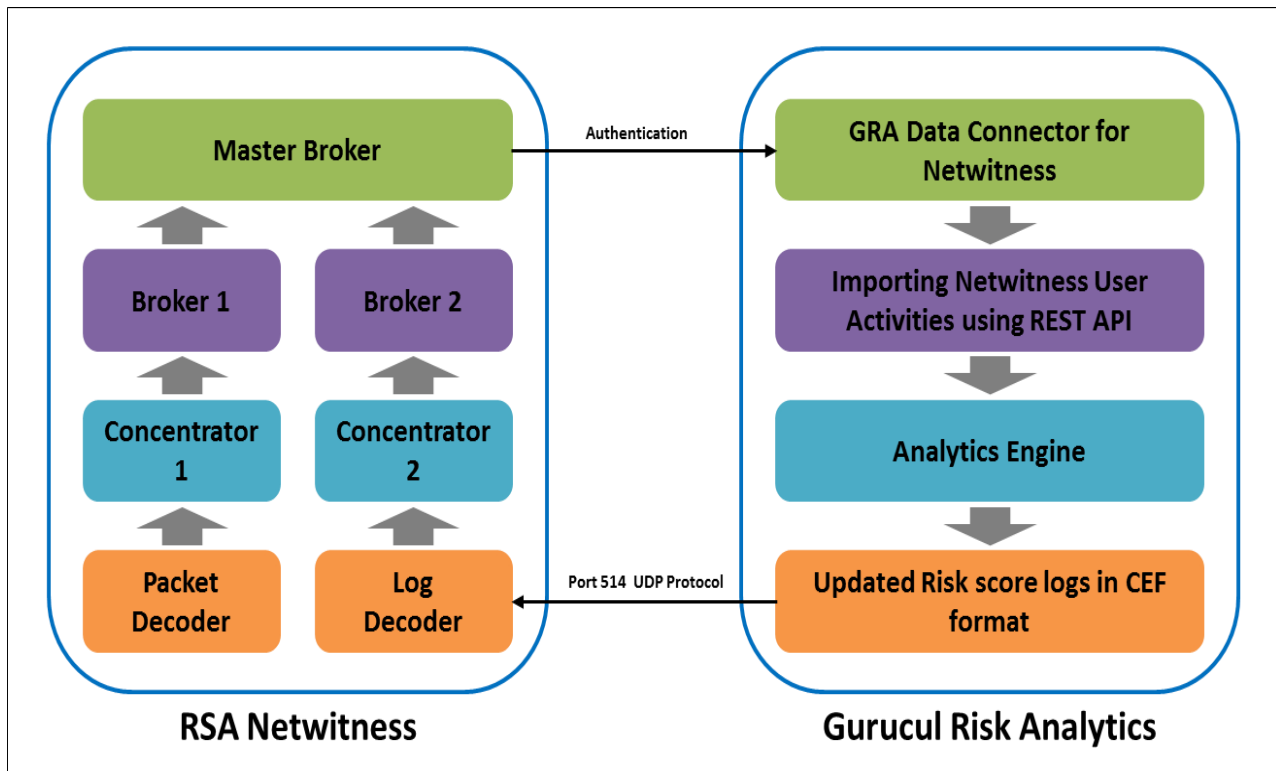 Master Broker
Broker 1
Broker 2
Concentrator
1
Concentrator
2
Packet
Decoder
Log
Decoder
RSA Netwitness
Authentication
Port 514 UDP Protocol
GRA Data Connector for
Netwitness
Importing Netwitness User
Activities using REST API
Analytics Engine
Updated Risk score logs in CEF
format
Gurucul Risk Analytics